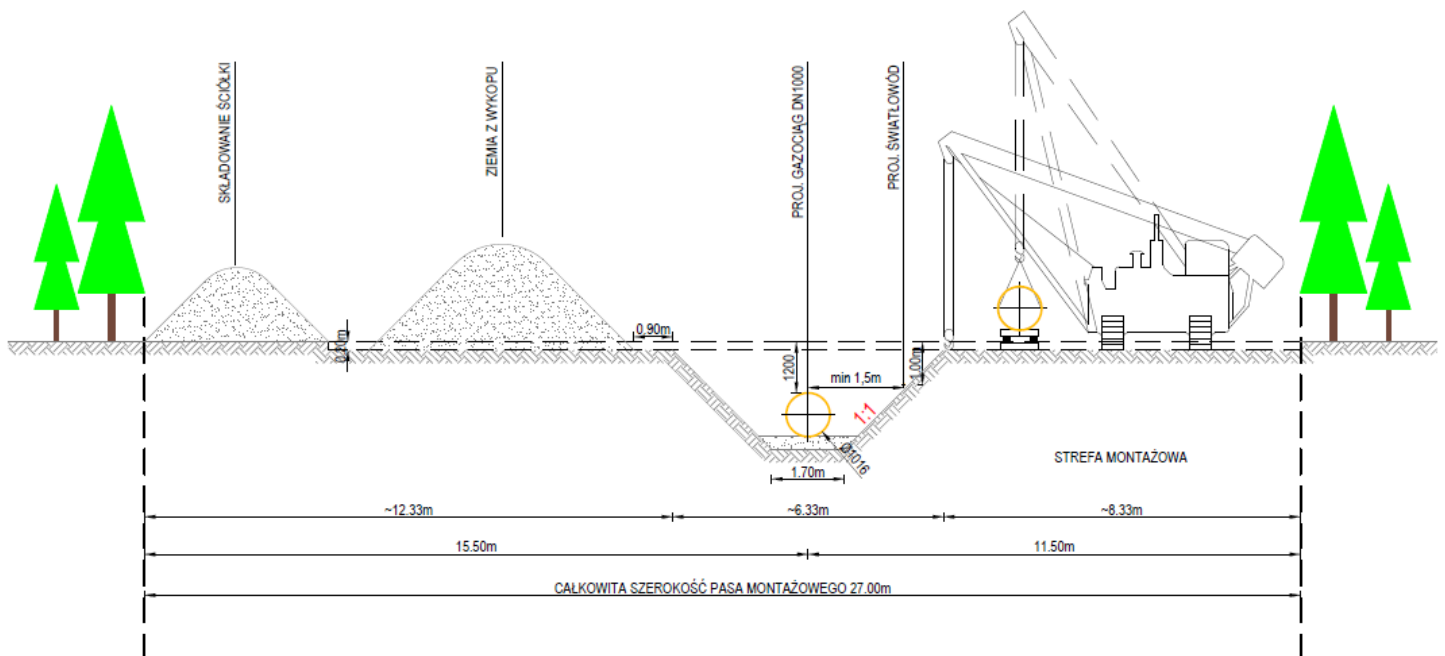 SKŁADOWANIE ŚCIÓŁKI
ZIEMIA Z WYKOPU
PROJ. GAZOCIĄG DN1000
PROJ. ŚWIATŁOWÓD
0.20m
0.90m
1200
min 1,5m
1.00m
1:1
Ø1016
1.70m
STREFA MONTAŻOWA
~12.33m
~6.33m
~8.33m
15.50m
11.50m
CAŁKOWITA SZEROKOŚĆ PASA MONTAŻOWEGO 27.00m